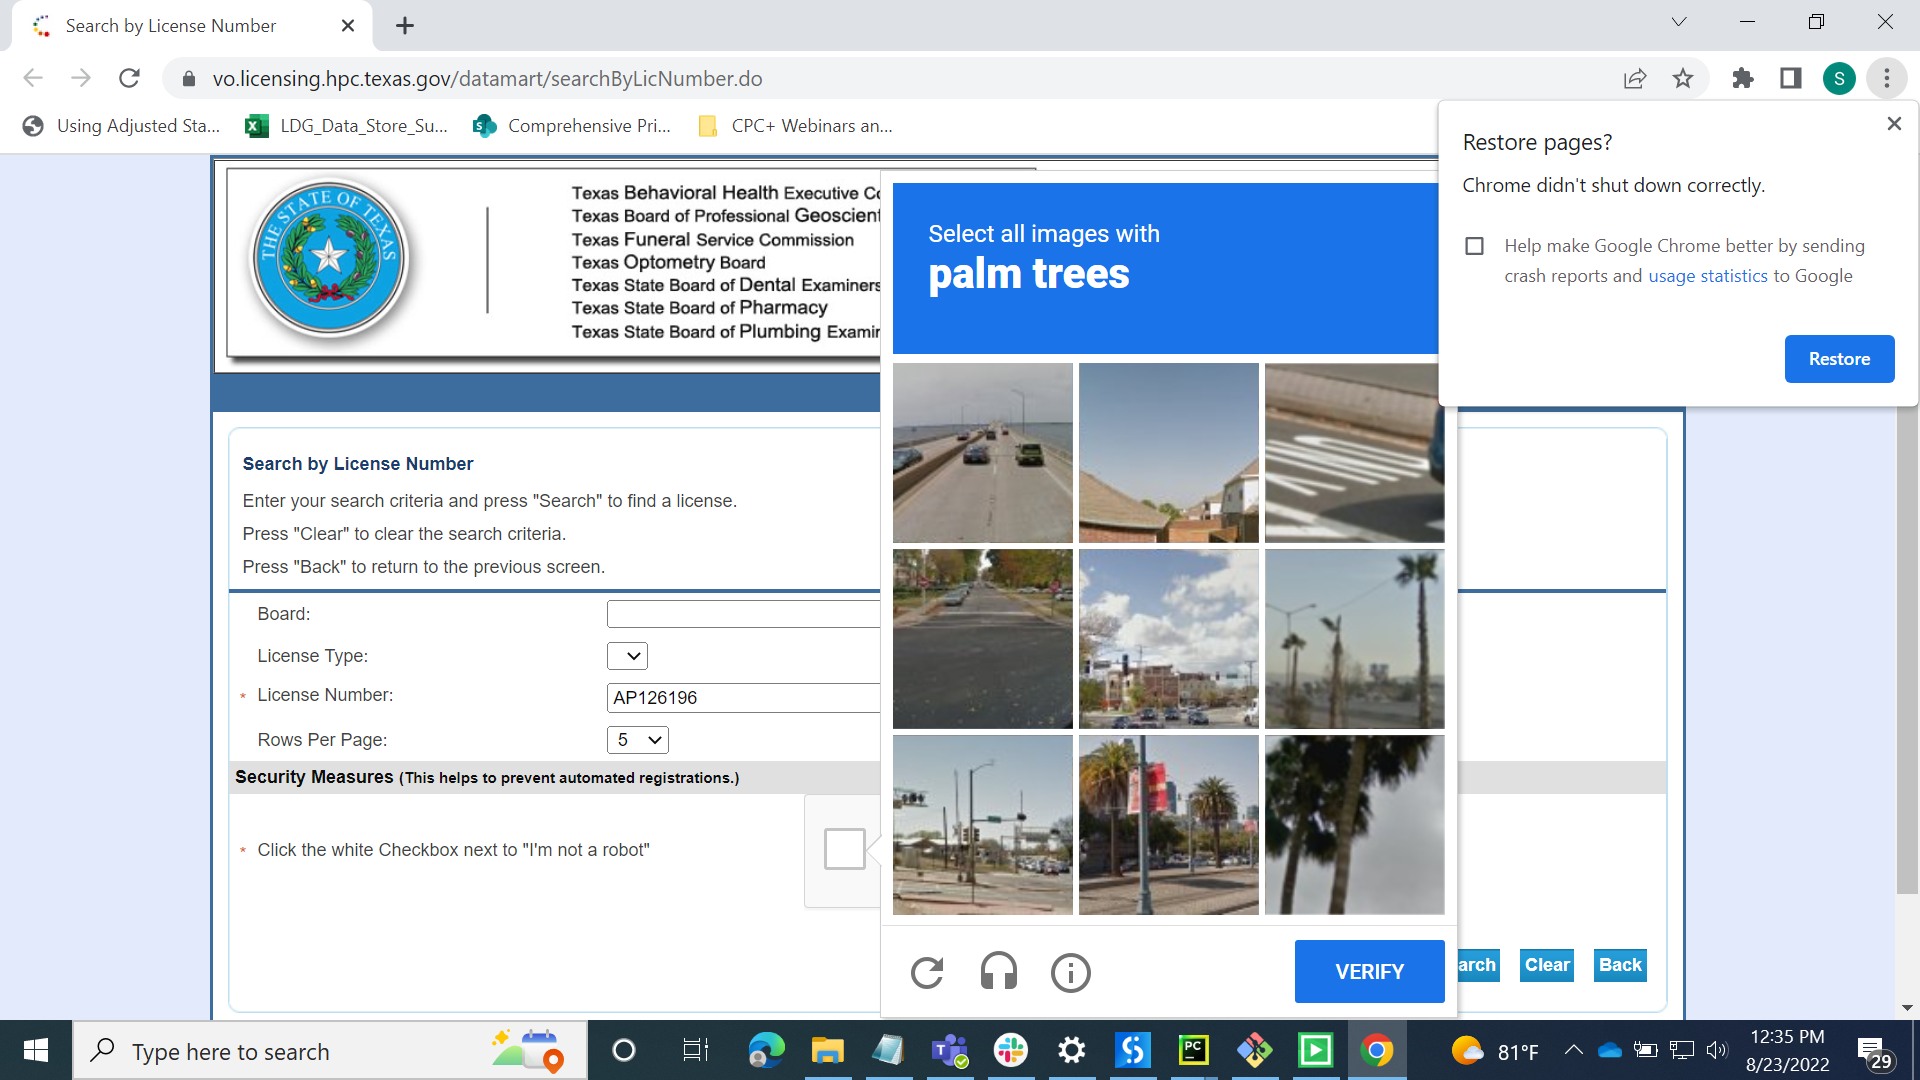 Search by License Number
vo.licensing.hpc.texas.gov/datamart/searchByLicNumber.do
S
Using Adjusted Sta...
LDG_Data_Store_Su...
Comprehensive Pri...
CPC+ Webinars an...
Restore pages?
Chrome didn't shut down correctly.
Help make Google Chrome better by sending
crash reports and usage statistics to Google
Restore
THE STATE OF TEXAS
Texas Behavioral Health Executive Co
Texas Board of Professional Geoscient
Texas Funeral Service Commission
Texas Optometry Board
Texas State Board of Dental Examiners
Texas State Board of Pharmacy
Texas State Board of Plumbing Examin
Select all images with
palm trees
Search by License Number
Enter your search criteria and press "Search" to find a license.
Press "Clear" to clear the search criteria.
Press "Back" to return to the previous screen.
Board:
License Type:
* License Number:
AP126196
Rows Per Page:
5
Security Measures (This helps to prevent automated registrations.)
* Click the white Checkbox next to "I'm not a robot"
VERIFY
arch
Clear
Back
Type here to search
81°F
12:35 PM
8/23/2022
29